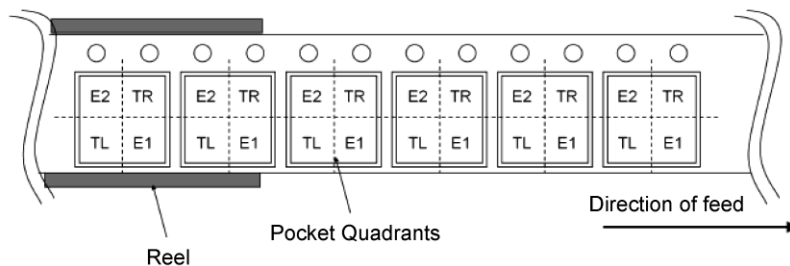 E2 TR E2 TR E2 TR E2 TR E2 TR E2 TR
TL E1 TL E1 TL E1 TL E1 TL E1 TL E1
Direction of feed
Pocket Quadrants
Reel